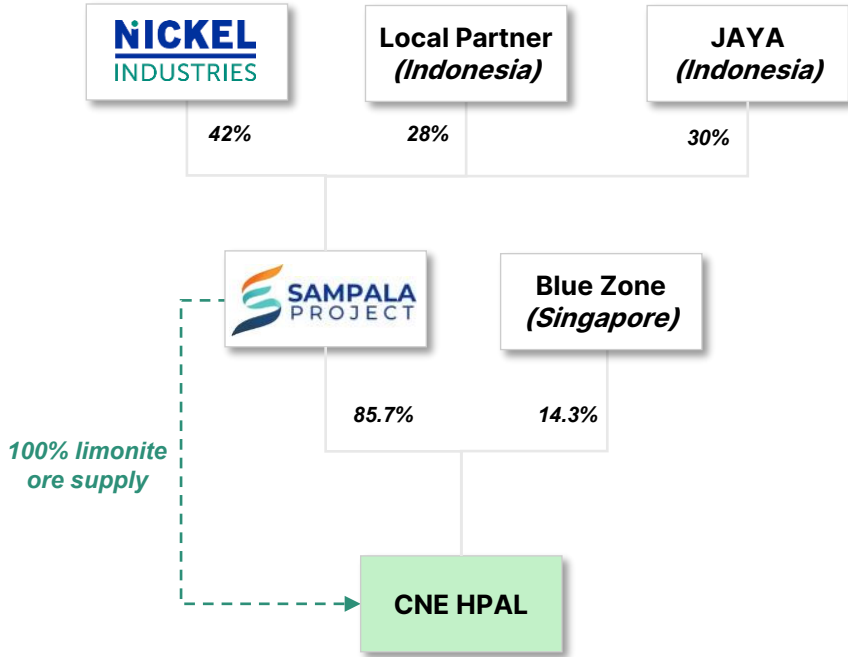 NICKEL
INDUSTRIES
Local Partner
(Indonesia)
JAYA
(Indonesia)
42%
28%
30%
SAMPALA
PROJECT
Blue Zone
(Singapore)
85.7%
14.3%
100% limonite
ore supply
CNE HPAL